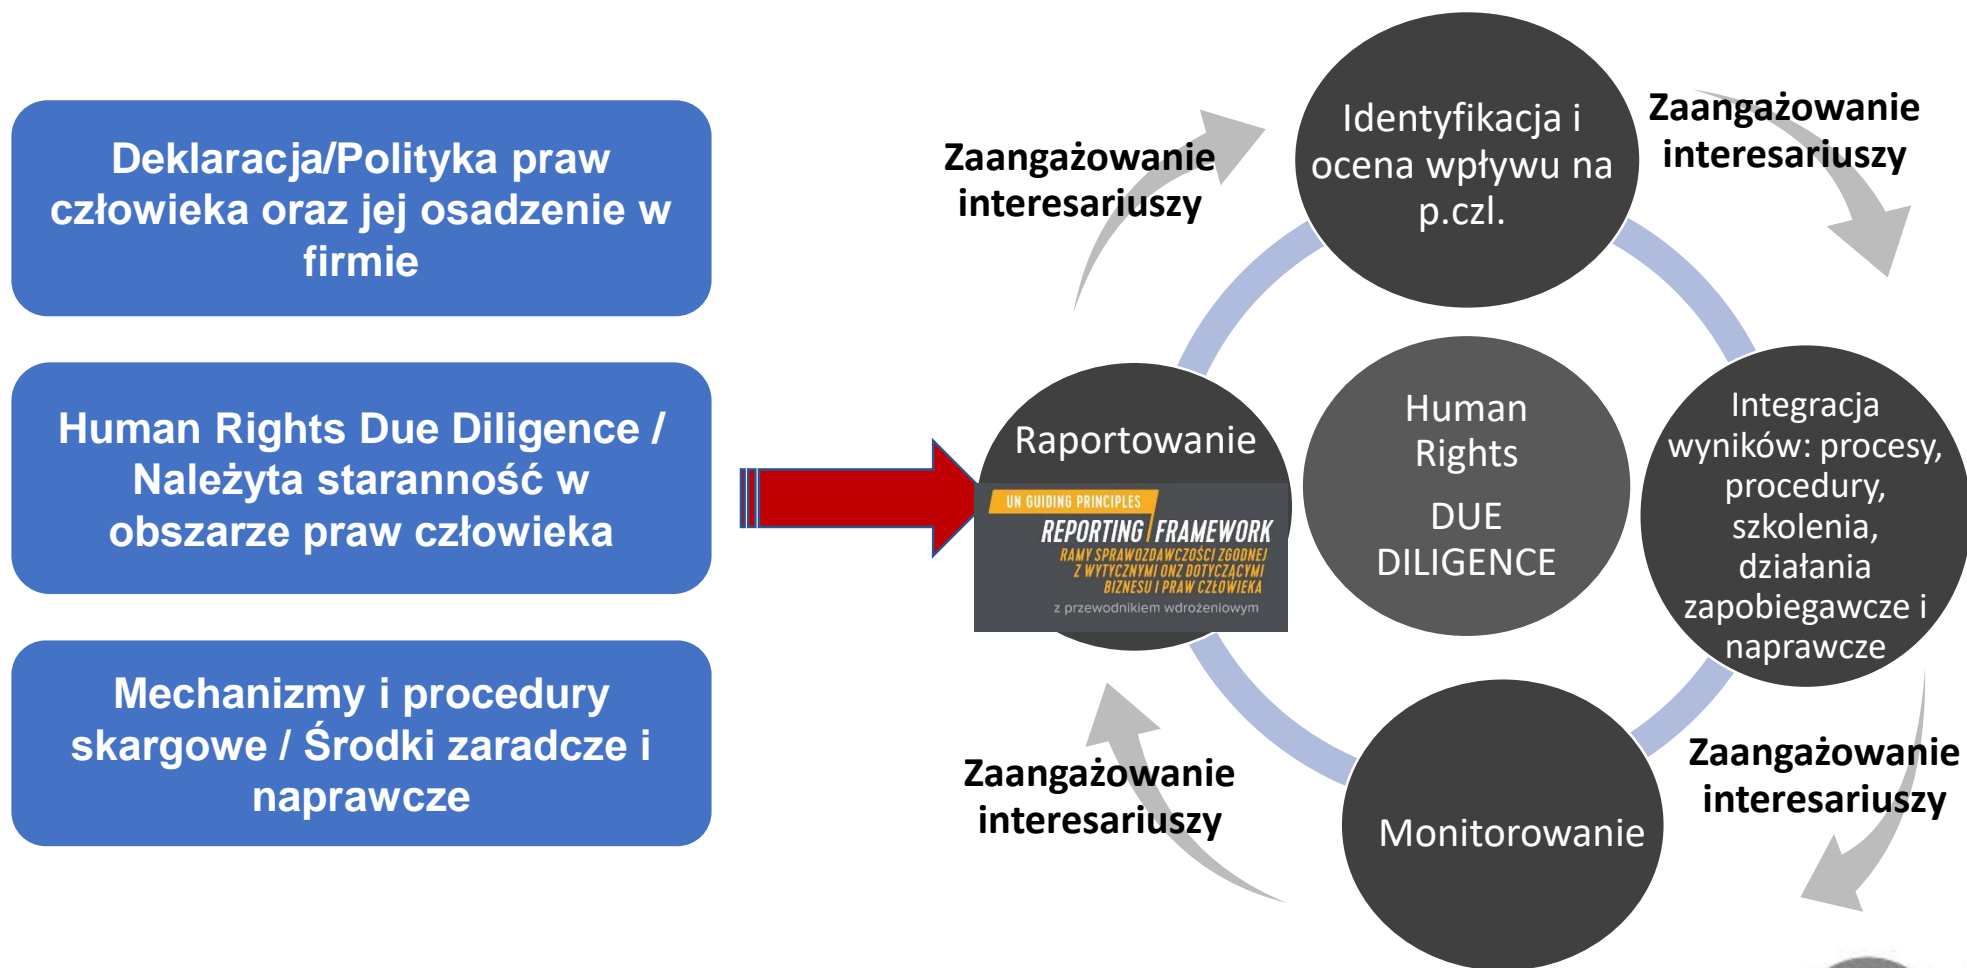 Deklaracja/Polityka praw
człowieka oraz jej osadzenie w
firmie
Human Rights Due Diligence /
Należyta staranność w
obszarze praw człowieka
Mechanizmy i procedury
skargowe / Środki zaradcze i
naprawcze
Zaangażowanie
interesariuszy
Identyfikacja i
ocena wpływu na
p.czl.
Zaangażowanie
interesariuszy
Raportowanie
UN GUIDING PRINCIPLES
REPORTING FRAMEWORK
RAMY SPRAWOZDAWCZOŚCI ZGODNEJ
Z WYTYCZNYMI ONZ DOTYCZĄCYMI
BIZNESU I PRAW CZŁOWIEKA
z przewodnikiem wdrożeniowym
Human
Rights
DUE
DILIGENCE
Integracja
wyników: procesy,
procedury,
szkolenia,
działania
zapobiegawcze i
naprawcze
Zaangażowanie
interesariuszy
Monitorowanie
Zaangażowanie
interesariuszy